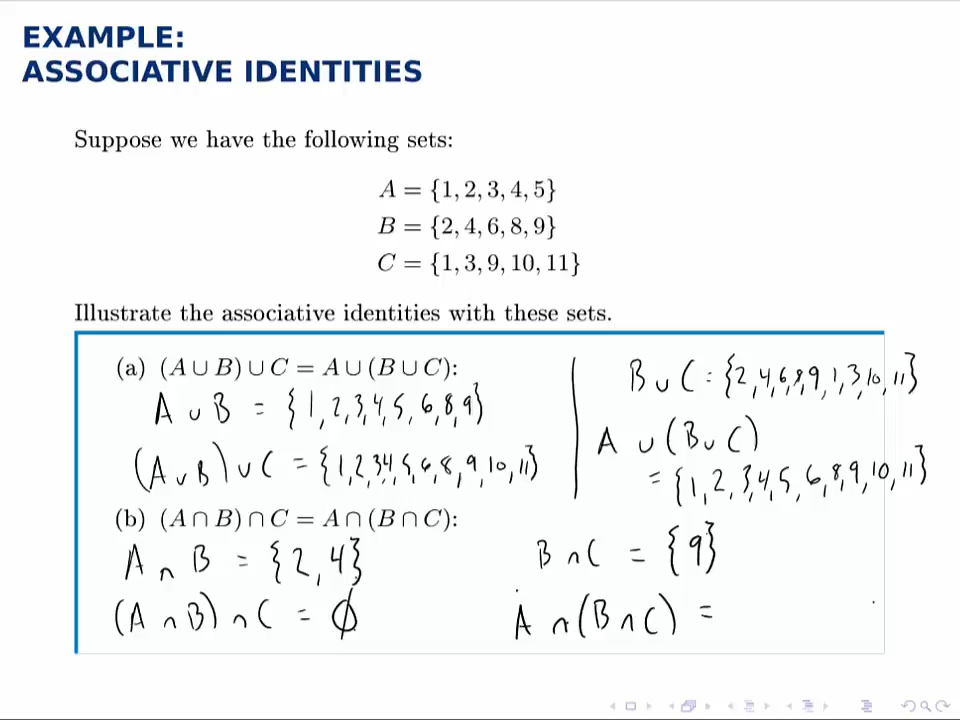 EXAMPLE:
ASSOCIATIVE IDENTITIES
Suppose we have the following sets:
A = {1, 2, 3, 4, 5}
B = {2, 4, 6, 8, 9}
C = {1, 3, 9, 10, 11}
Illustrate the associative identities with these sets.
(a) (A ∪ B) ∪ C = A ∪ (B ∪ C):
A ∪ B = {1, 2, 3, 4, 5, 6, 8, 9}
(A ∪ B) ∪ C = {1, 2, 3, 4, 5, 6, 8, 9, 10, 11}
B ∪ C = {2, 4, 6, 8, 9, 1, 3, 10, 11}
A ∪ (B ∪ C)
= {1, 2, 3, 4, 5, 6, 8, 9, 10, 11}
(b) (A ∩ B) ∩ C = A ∩ (B ∩ C):
A ∩ B = {2, 4}
(A ∩ B) ∩ C = ∅
B ∩ C = {9}
A ∩ (B ∩ C) =